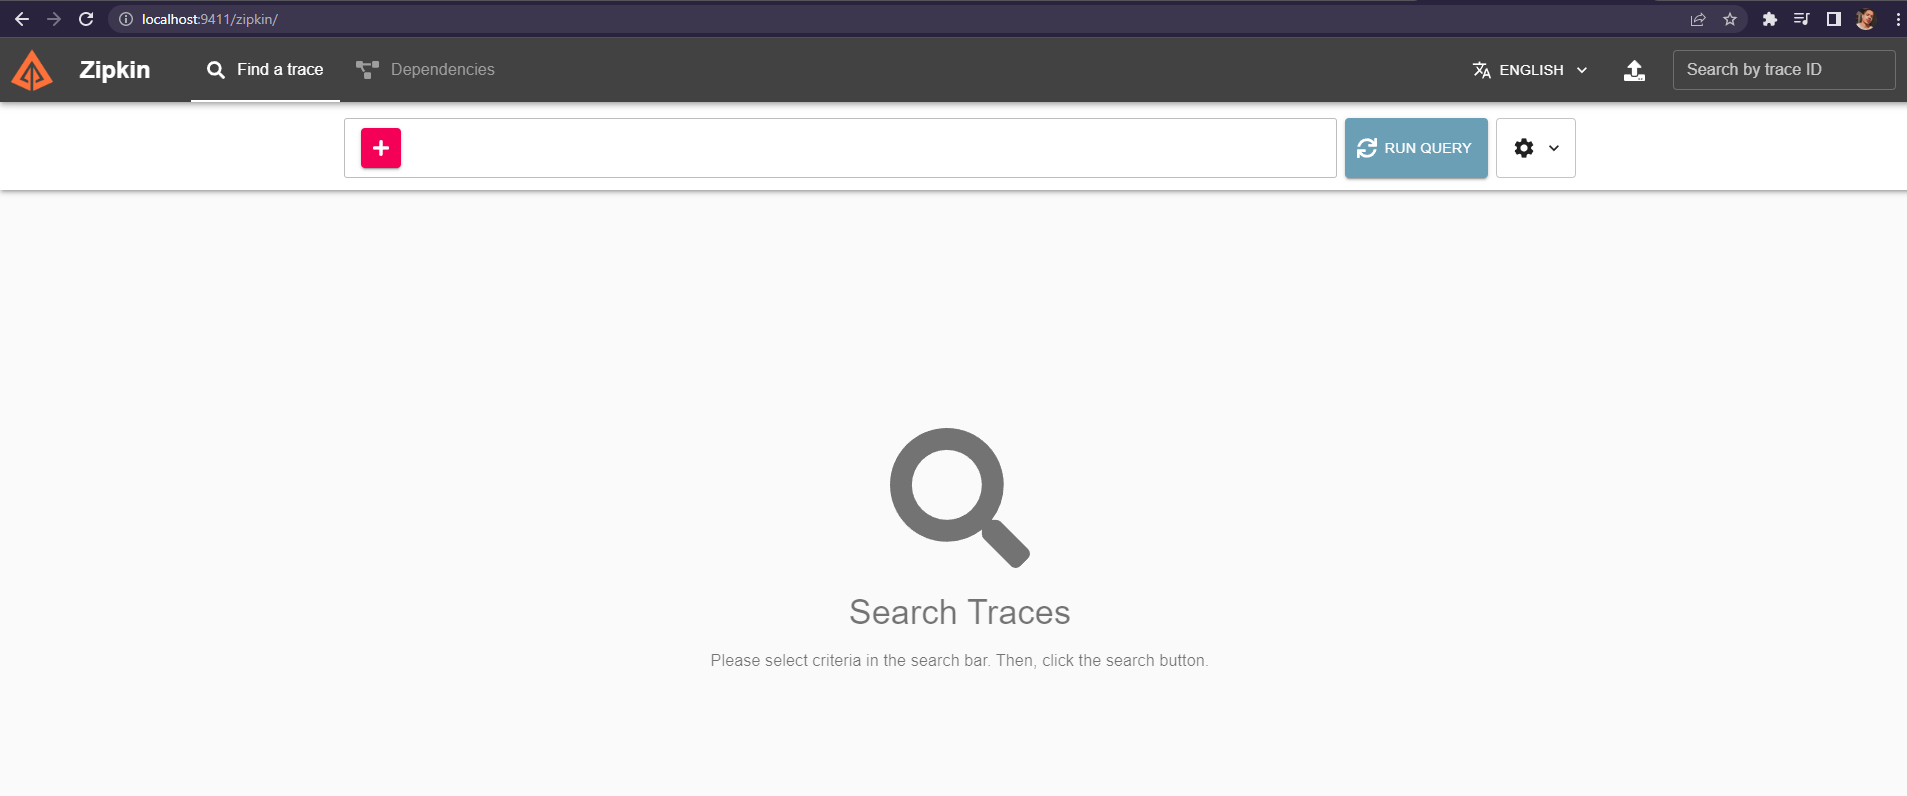 localhost:9411/zipkin/
Zipkin Find a trace Dependencies ENGLISH Search by trace ID
RUN QUERY
Search Traces
Please select criteria in the search bar. Then, click the search button.